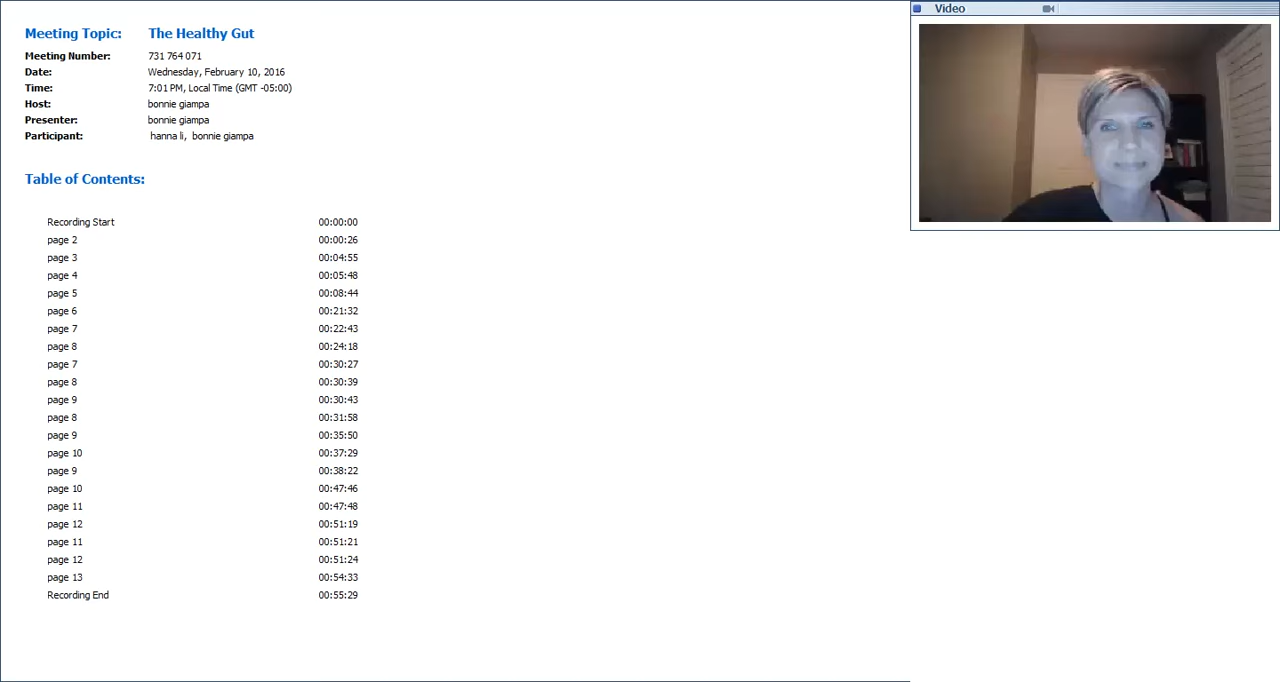 Meeting Topic: The Healthy Gut
Meeting Number: 731 764 071
Date: Wednesday, February 10, 2016
Time: 7:01 PM, Local Time (GMT -05:00)
Host: bonnie giampa
Presenter: bonnie giampa
Participant: hanna li, bonnie giampa
Table of Contents:
Recording Start 00:00:00
page 2 00:00:26
page 3 00:04:55
page 4 00:05:48
page 5 00:08:44
page 6 00:21:32
page 7 00:22:43
page 8 00:24:18
page 7 00:30:27
page 8 00:30:39
page 9 00:30:43
page 8 00:31:58
page 9 00:35:50
page 10 00:37:29
page 9 00:38:22
page 10 00:47:46
page 11 00:47:48
page 12 00:51:19
page 11 00:51:21
page 12 00:51:24
page 13 00:54:33
Recording End 00:55:29
Video